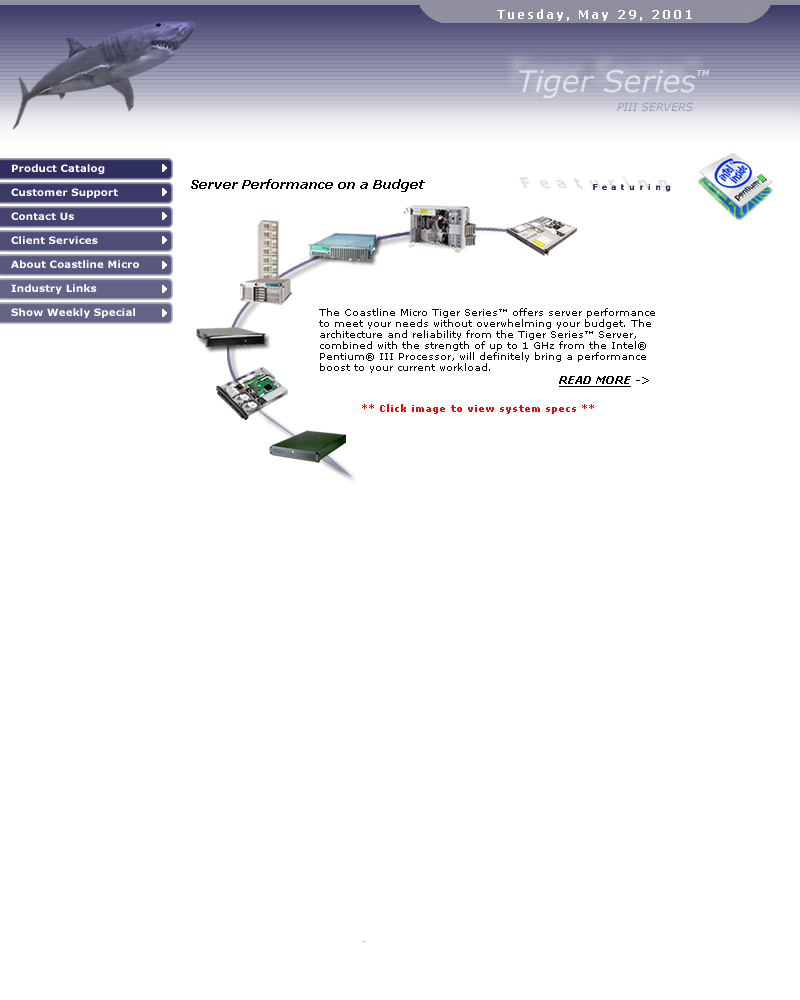 Tuesday, May 29, 2001
Tiger Series™
PIII SERVERS
Product Catalog
Customer Support
Contact Us
Client Services
About Coastline Micro
Industry Links
Show Weekly Special
Server Performance on a Budget
Featuring
Featuring
intel inside
pentium III
The Coastline Micro Tiger Series™ offers server performance
to meet your needs without overwhelming your budget. The
architecture and reliability from the Tiger Series™ Server,
combined with the strength of up to 1 GHz from the Intel®
Pentium® III Processor, will definitely bring a performance
boost to your current workload.
READ MORE ->
** Click image to view system specs **
-